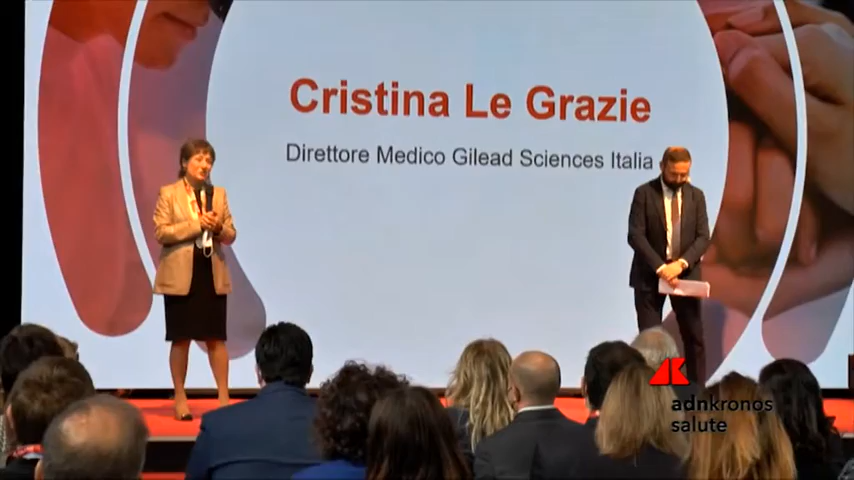 Cristina Le Grazie
Direttore Medico Gilead Sciences Italia
adnkronos
salute